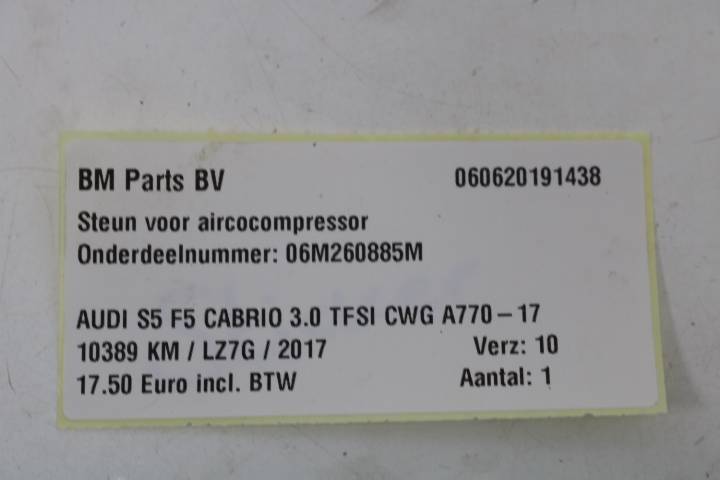 BM Parts BV 060620191438
Steun voor aircocompressor
Onderdeelnummer: 06M260885M
AUDI S5 F5 CABRIO 3.0 TFSI CWG A770-17
10389 KM / LZ7G / 2017 Verz: 10
17.50 Euro incl. BTW Aantal: 1